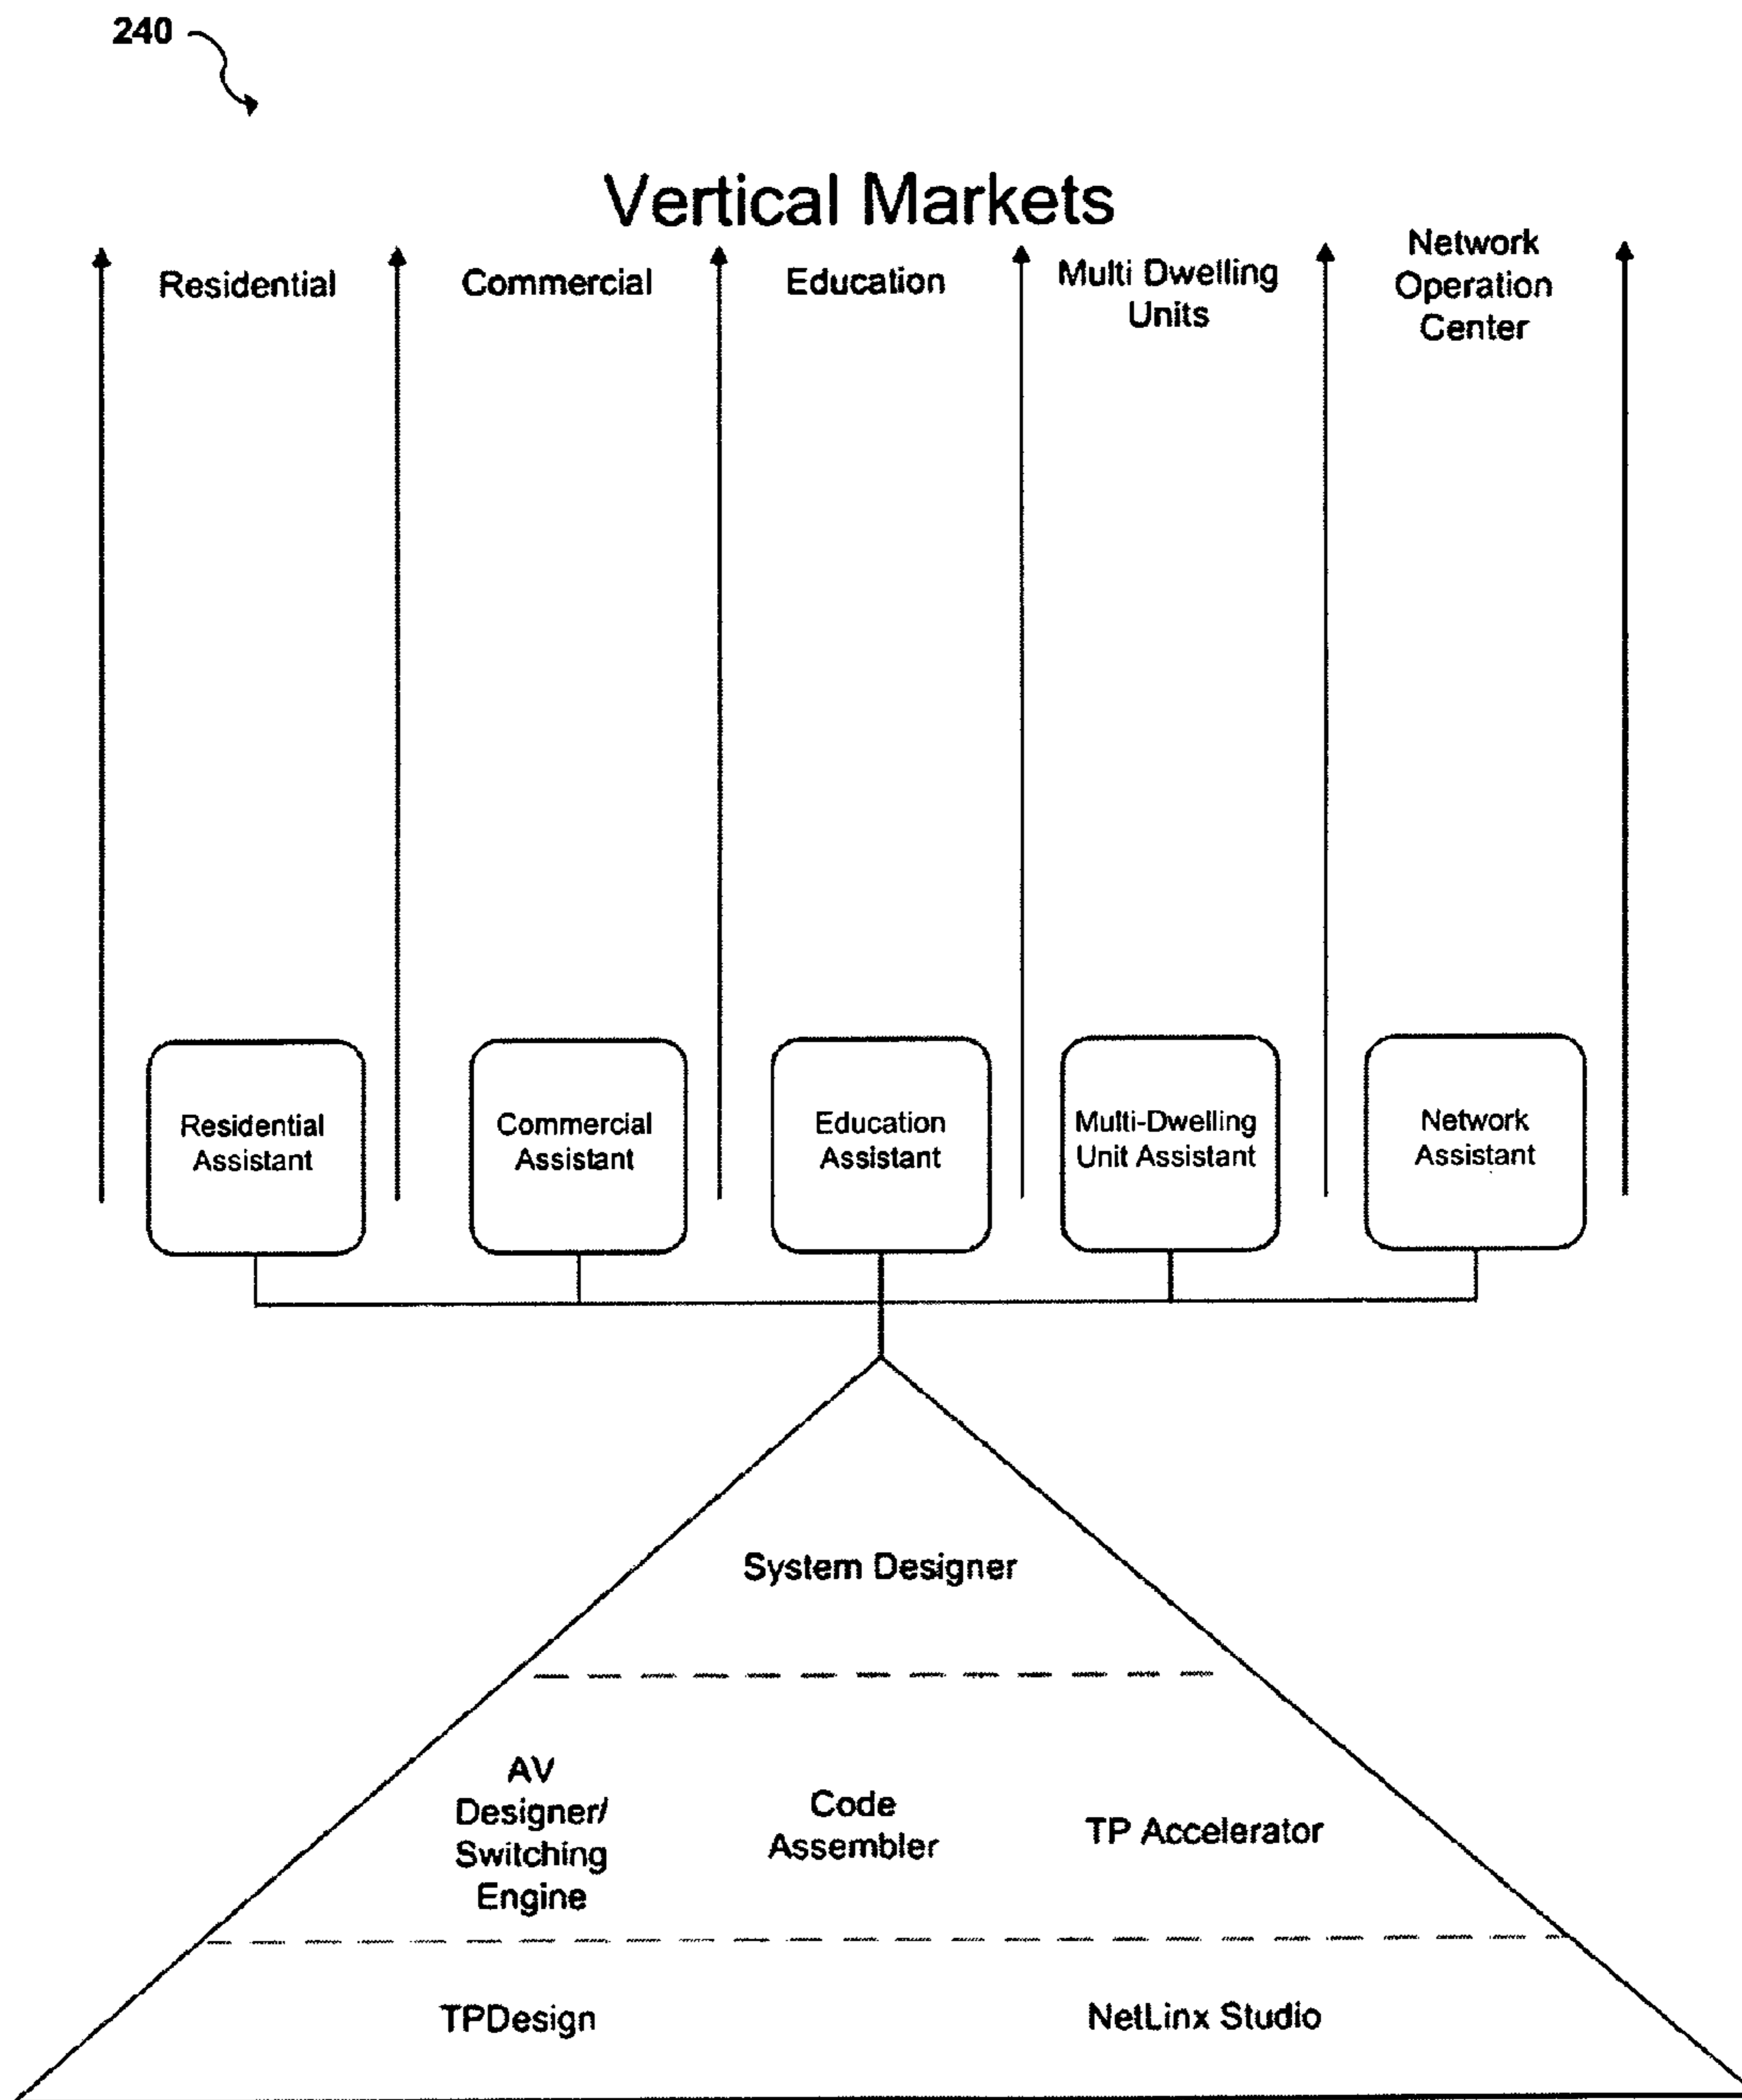 240
Vertical Markets
Residential
Commercial
Education
Multi Dwelling
Units
Network
Operation
Center
Residential
Assistant
Commercial
Assistant
Education
Assistant
Multi-Dwelling
Unit Assistant
Network
Assistant
System Designer
AV
Designer/
Switching
Engine
Code
Assembler
TP Accelerator
TPDesign
NetLinx Studio